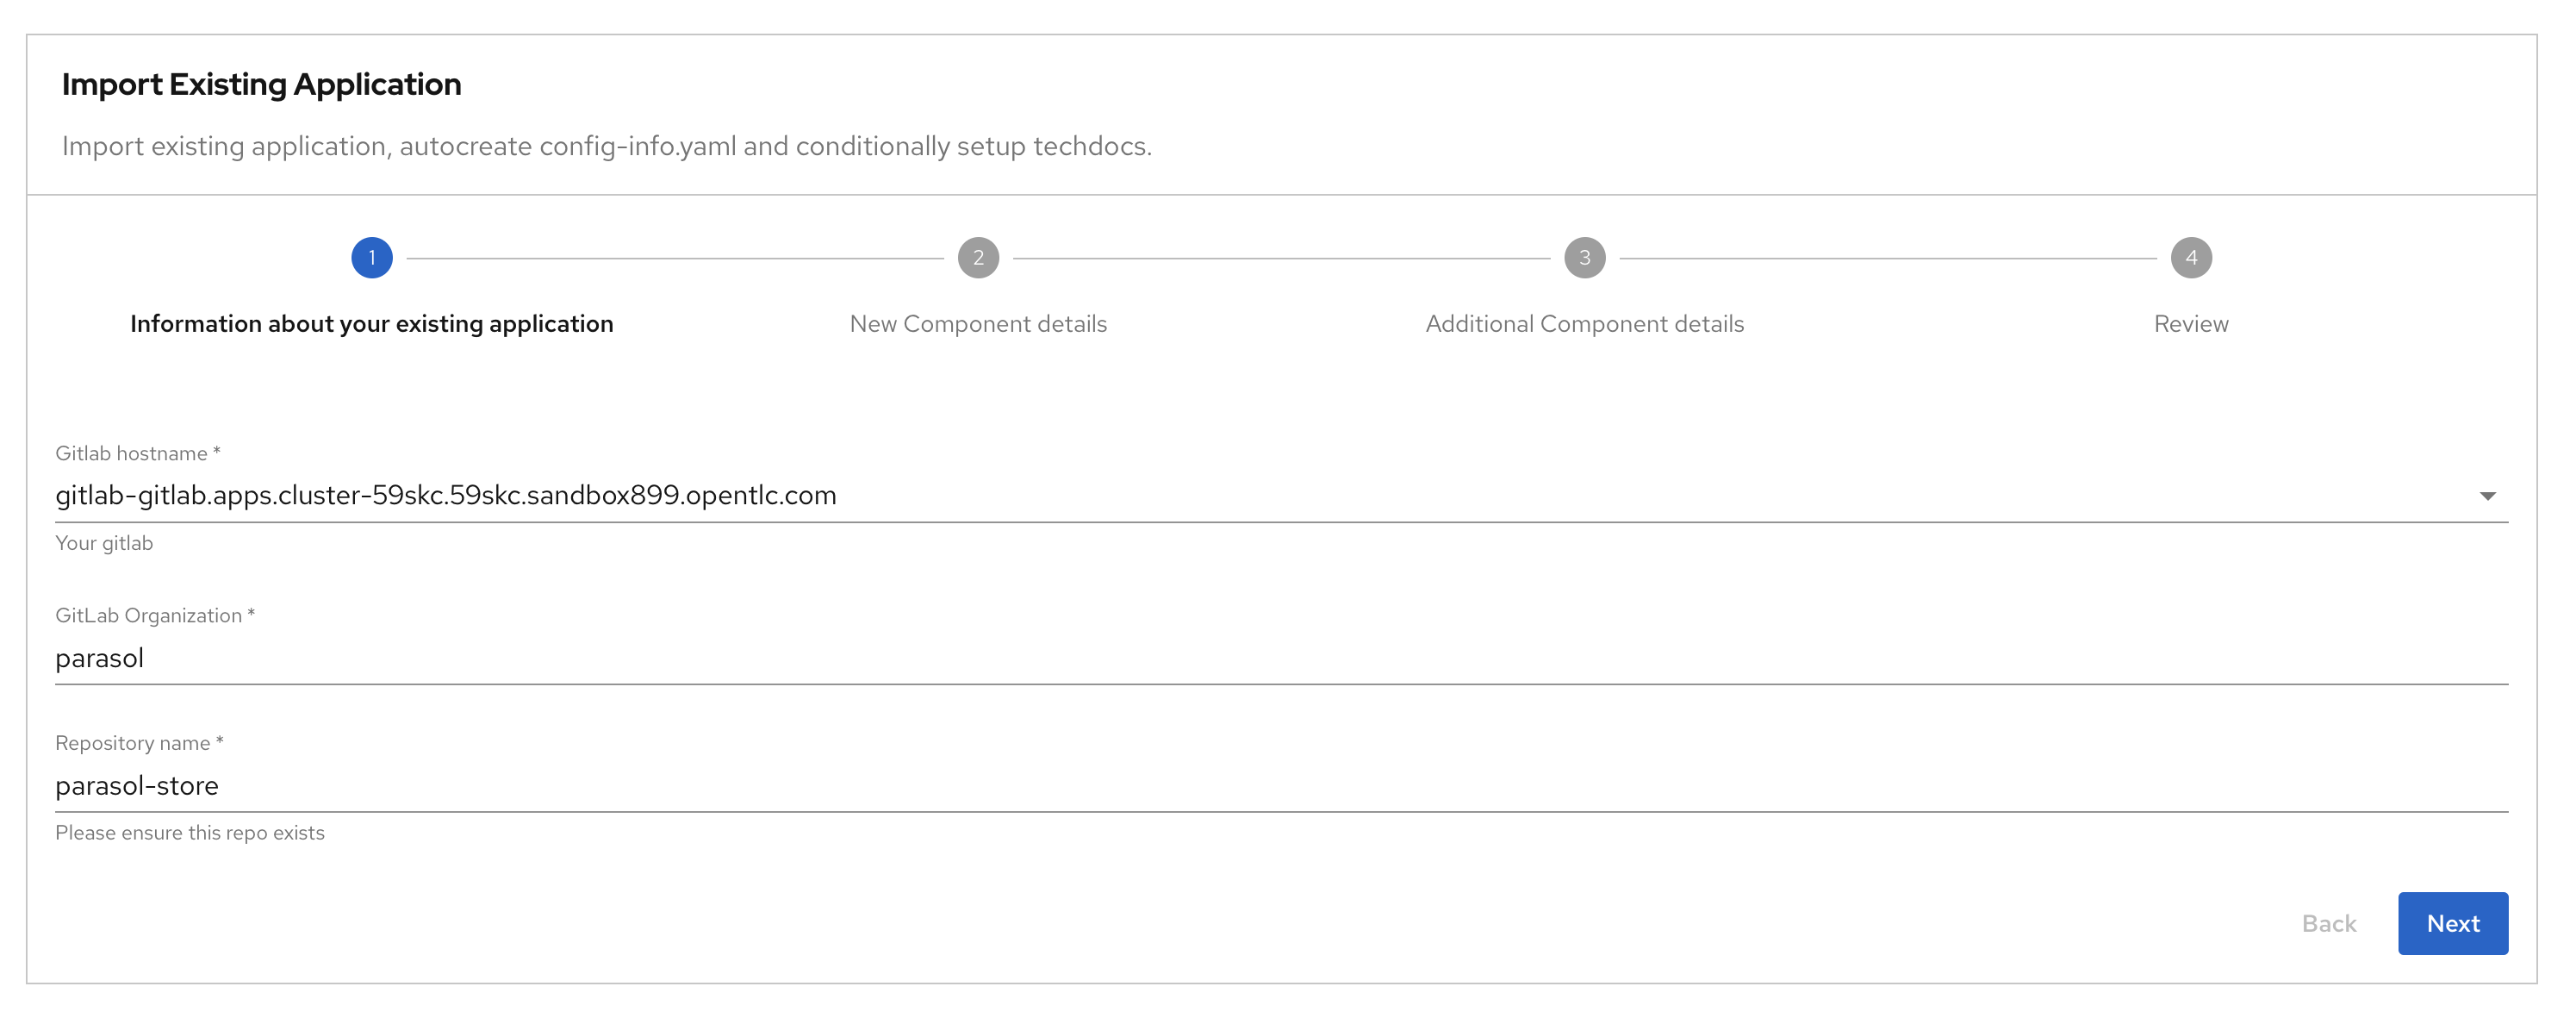 Import Existing Application
Import existing application, autocreate config-info.yaml and conditionally setup techdocs.
1
2
3
4
Information about your existing application
New Component details
Additional Component details
Review
Gitlab hostname *
gitlab-gitlab.apps.cluster-59skc.59skc.sandbox899.opentlc.com
Your gitlab
GitLab Organization *
parasol
Repository name *
parasol-store
Please ensure this repo exists
Back
Next